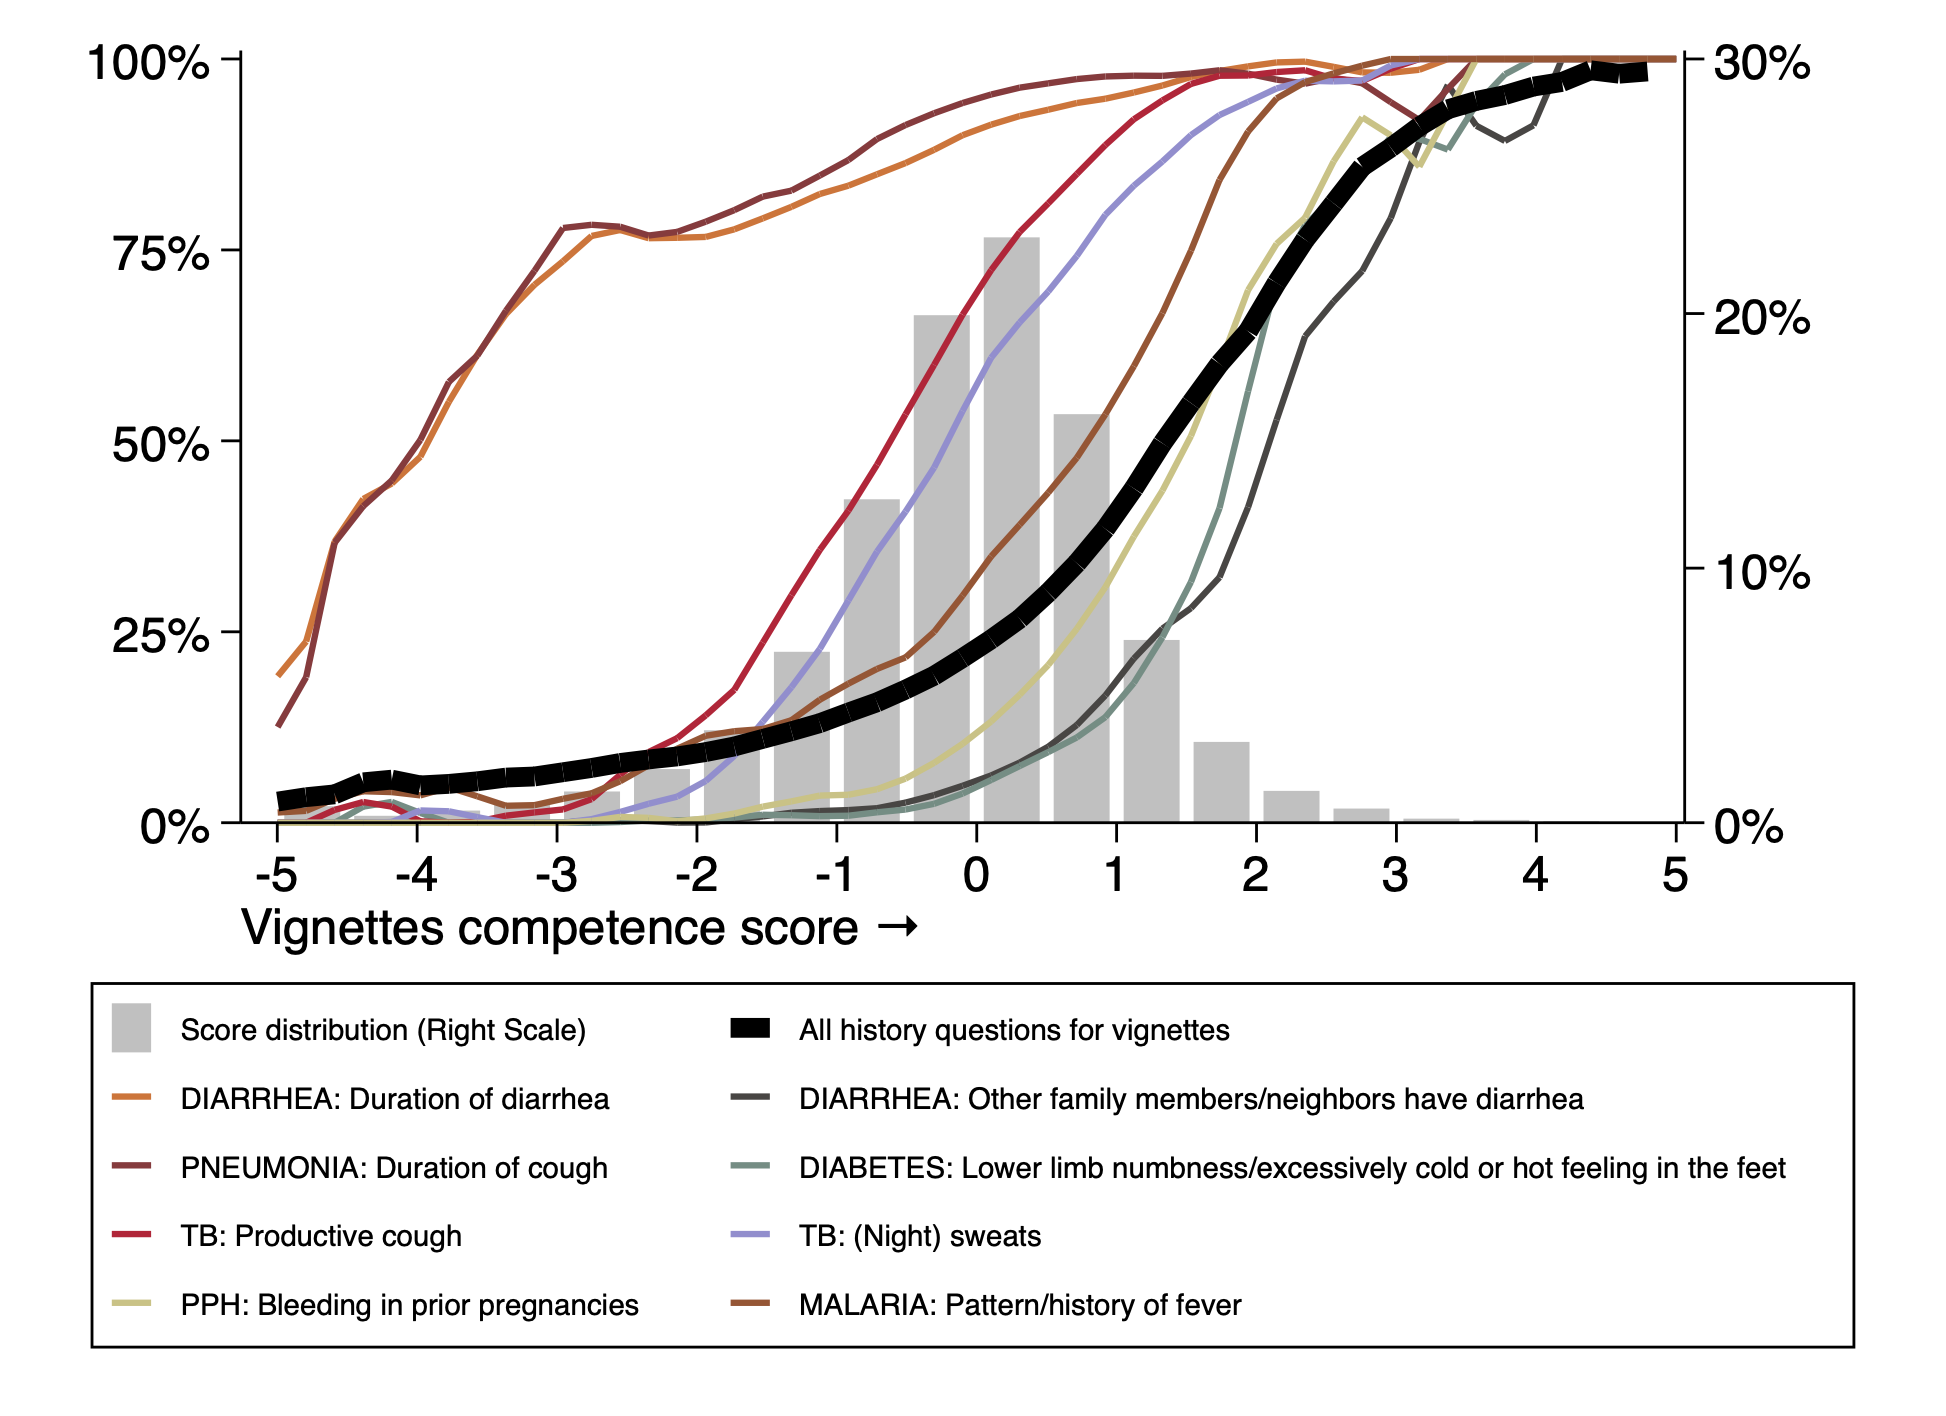 100%
75%
50%
25%
0%
30%
20%
10%
0%
-5 -4 -3 -2 -1 0 1 2 3 4 5
Vignettes competence score →
Score distribution (Right Scale)
All history questions for vignettes
DIARRHEA: Duration of diarrhea
DIARRHEA: Other family members/neighbors have diarrhea
PNEUMONIA: Duration of cough
DIABETES: Lower limb numbness/excessively cold or hot feeling in the feet
TB: Productive cough
TB: (Night) sweats
PPH: Bleeding in prior pregnancies
MALARIA: Pattern/history of fever